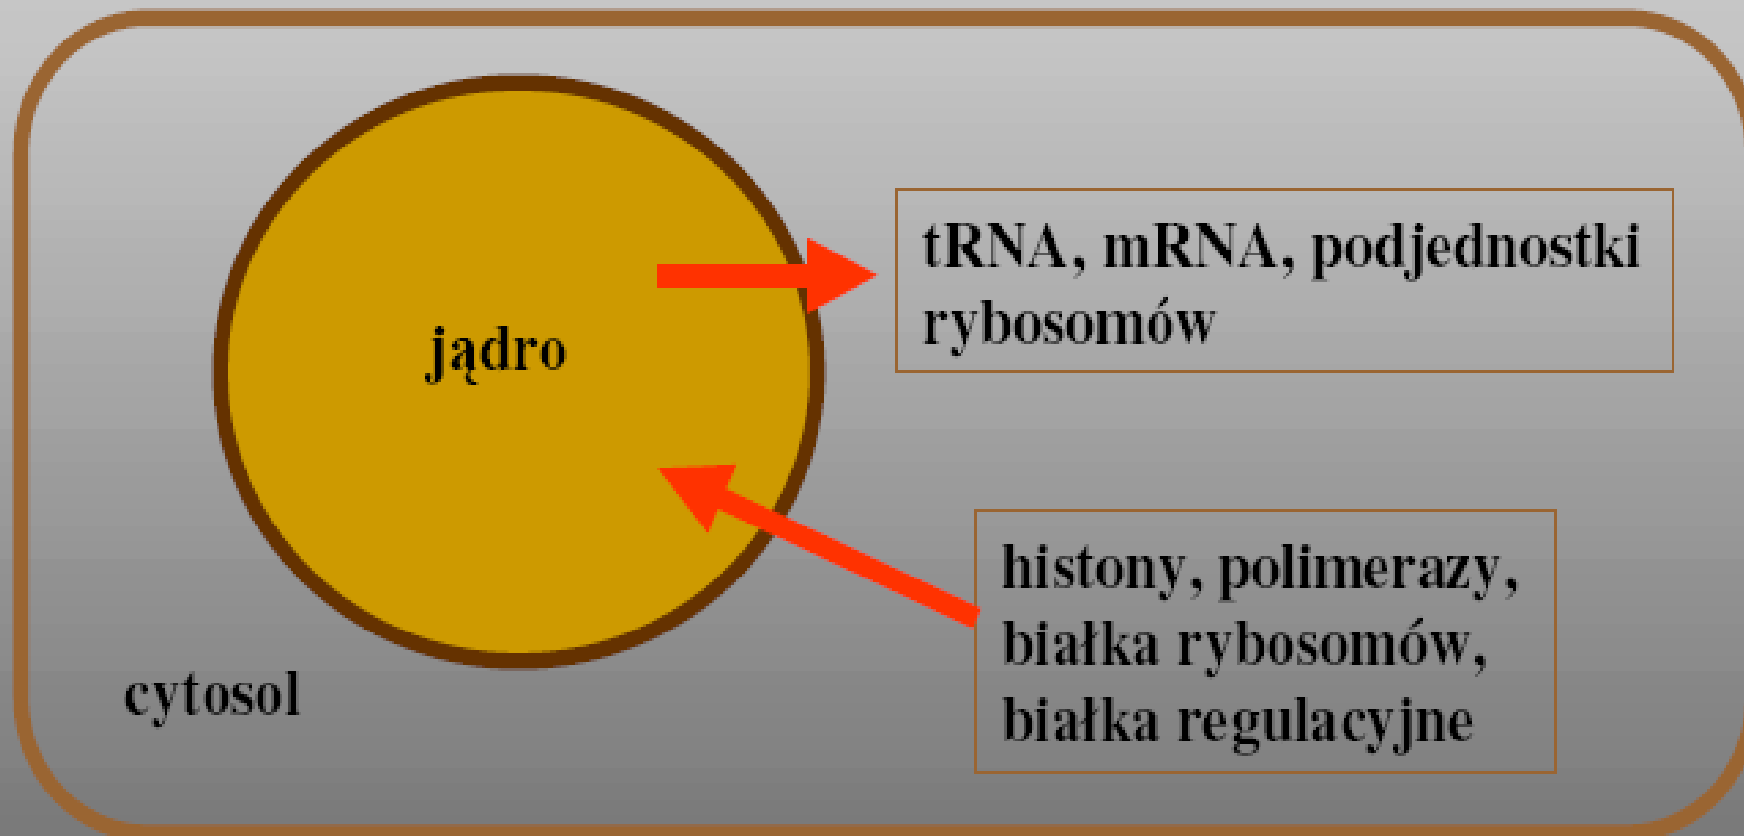 tRNA, mRNA, podjednostki
rybosomów
jądro
histony, polimerazy,
białka rybosomów,
białka regulacyjne
cytosol